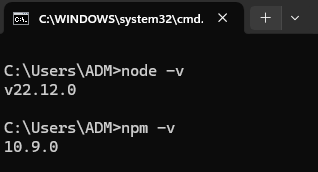 C:\WINDOWS\system32\cmd.
C:\Users\ADM>node -v
v22.12.0
C:\Users\ADM>npm -v
10.9.0